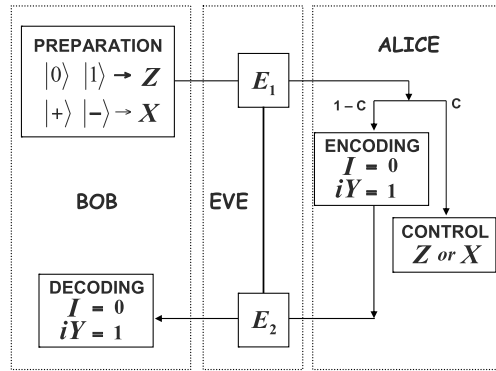 PREPARATION
|0⟩ |1⟩ → Z
|+⟩ |−⟩ → X
BOB
DECODING
I = 0
iY = 1
E₁
EVE
E₂
ALICE
1 – C
C
ENCODING
I = 0
iY = 1
CONTROL
Z or X